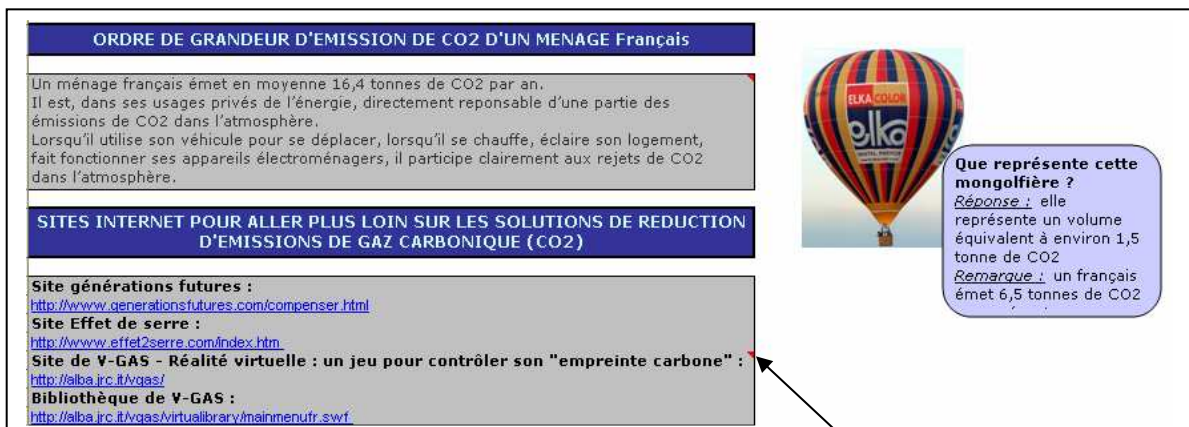 ORDRE DE GRANDEUR D'EMISSION DE CO2 D'UN MENAGE Français
Un ménage français émet en moyenne 16,4 tonnes de CO2 par an.
Il est, dans ses usages privés de l'énergie, directement reponsable d'une partie des
émissions de CO2 dans l'atmosphère.
Lorsqu'il utilise son véhicule pour se déplacer, lorsqu'il se chauffe, éclaire son logement,
fait fonctionner ses appareils électroménagers, il participe clairement aux rejets de CO2
dans l'atmosphère.
SITES INTERNET POUR ALLER PLUS LOIN SUR LES SOLUTIONS DE REDUCTION
D'EMISSIONS DE GAZ CARBONIQUE (CO2)
Site générations futures :
http://www.generationsfutures.com/compenser.html
Site Effet de serre :
http://www.effet2serre.com/index.htm
Site de V-GAS - Réalité virtuelle : un jeu pour contrôler son "empreinte carbone" :
http://alba.jrc.it/vgas/
Bibliothèque de V-GAS :
http://alba.jrc.it/vgas/virtualibrary/mainmenufr.swf
ELKA COLOR
elka
Que représente cette
mongolfière ?
Réponse : elle
représente un volume
équivalent à environ 1,5
tonne de CO2
Remarque : un français
émet 6,5 tonnes de CO2